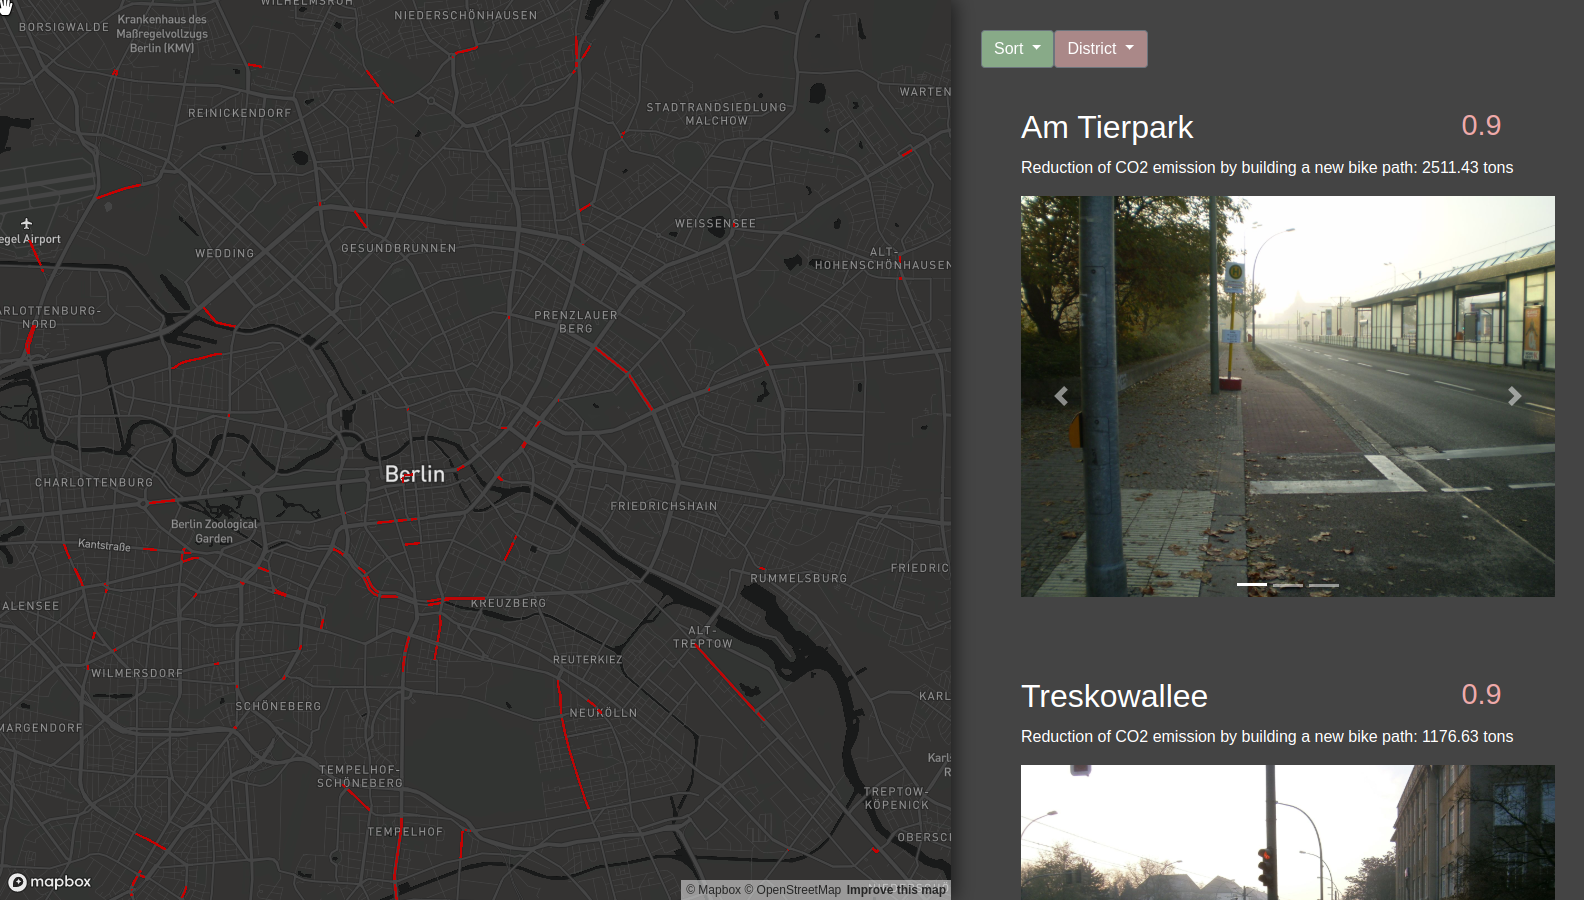 WILHELMSRUH
NIEDERSCHÖNHAUSEN
BORSIGWALDE
Krankenhaus des
Maßregelvollzugs
Berlin (KMV)
REINICKENDORF
STADTRANDSIEDLUNG
MALCHOW
WARTEN
egel Airport
WEDDING
GESUNDBRUNNEN
WEISSENSEE
ALT-
HOHENSCHÖNHAUSEN
ARLOTTENBURG-
NORD
PRENZLAUER
BERG
Berlin
CHARLOTTENBURG
Berlin Zoological
Garden
Kantstraße
FRIEDRICHSHAIN
FRIEDRIC
RUMMELSBURG
ALENSEE
KREUZBERG
ALT-
TREPTOW
REUTERKIEZ
WILMERSDORF
SCHÖNEBERG
NEUKÖLLN
KARL
MARGENDORF
Karls
R
TEMPELHOF-
SCHÖNEBERG
TREPTOW-
KÖPENICK
TEMPELHOF
OBERSC
mapbox
© Mapbox © OpenStreetMap Improve this map
Sort District
Am Tierpark 0.9
Reduction of CO2 emission by building a new bike path: 2511.43 tons
H
Treskowallee 0.9
Reduction of CO2 emission by building a new bike path: 1176.63 tons